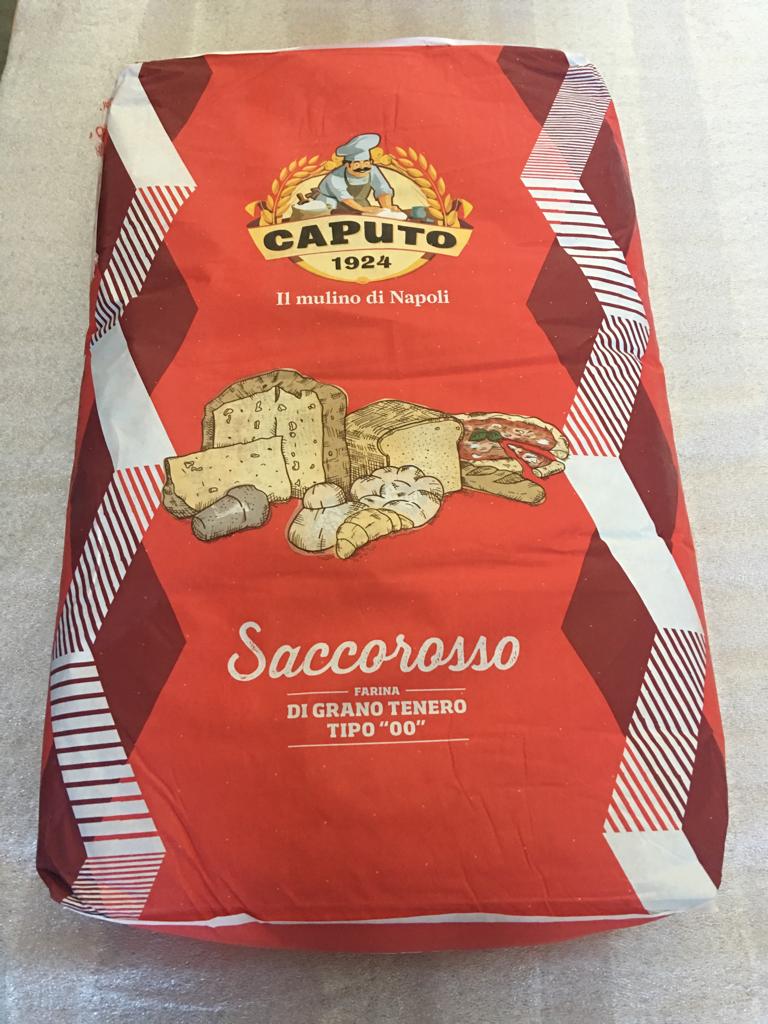 CAPUTO
1924
Il mulino di Napoli
Saccorosso
FARINA
DI GRANO TENERO
TIPO “00”